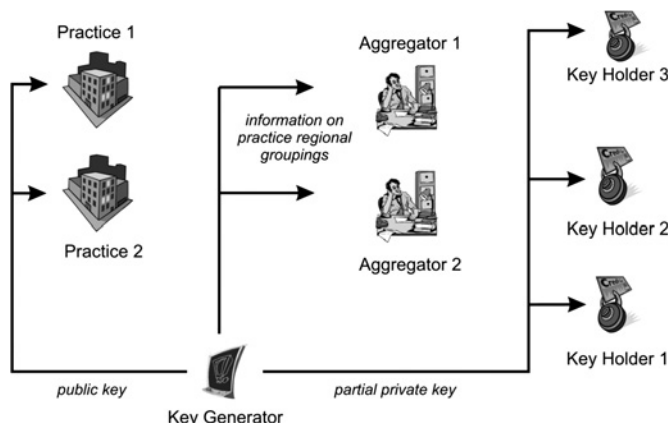 Practice 1
Aggregator 1
Key Holder 3
information on
practice regional
groupings
Practice 2
Aggregator 2
Key Holder 2
Key Holder 1
public key
partial private key
Key Generator